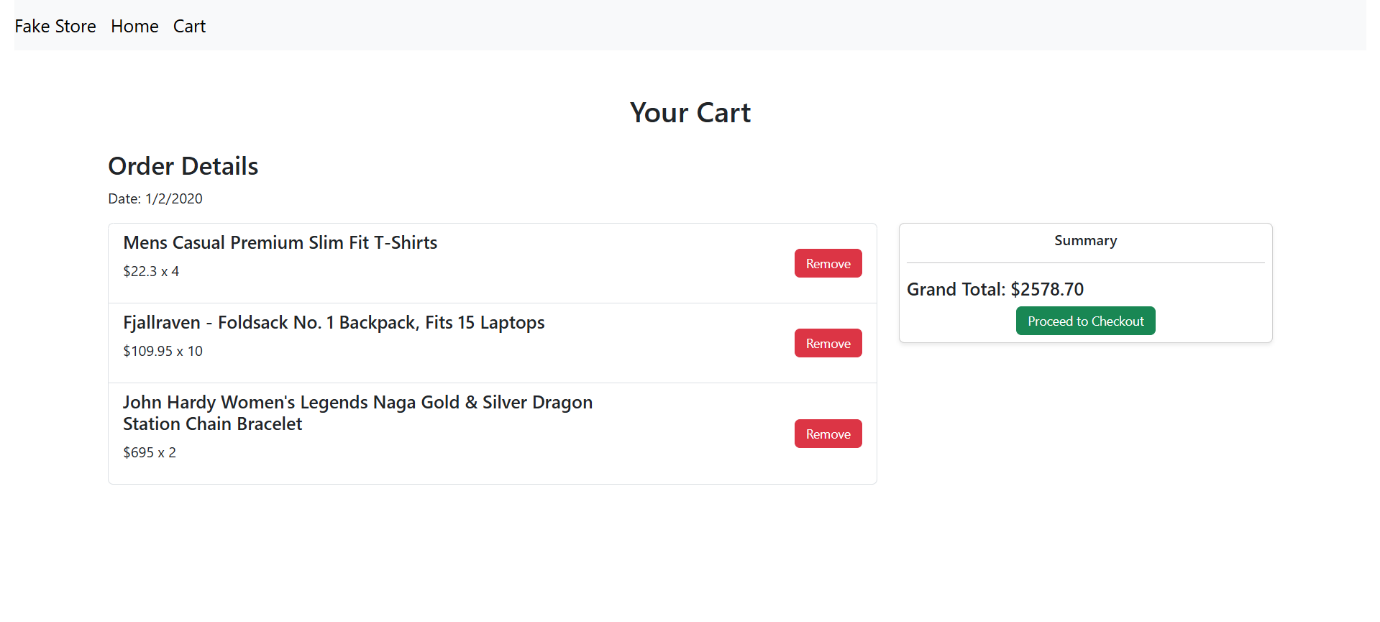 Fake Store Home Cart
Your Cart
Order Details
Date: 1/2/2020
Mens Casual Premium Slim Fit T-Shirts
$22.3 x 4
Remove
Fjallraven - Foldsack No. 1 Backpack, Fits 15 Laptops
$109.95 x 10
Remove
John Hardy Women's Legends Naga Gold & Silver Dragon
Station Chain Bracelet
$695 x 2
Remove
Summary
Grand Total: $2578.70
Proceed to Checkout